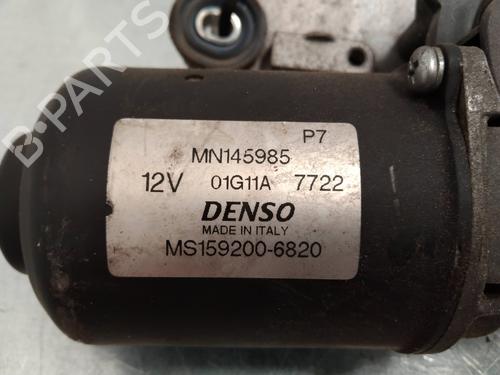 P7
MN145985
12V 01G11A 7722
DENSO
MADE IN ITALY
MS159200-6820
B-PARTS